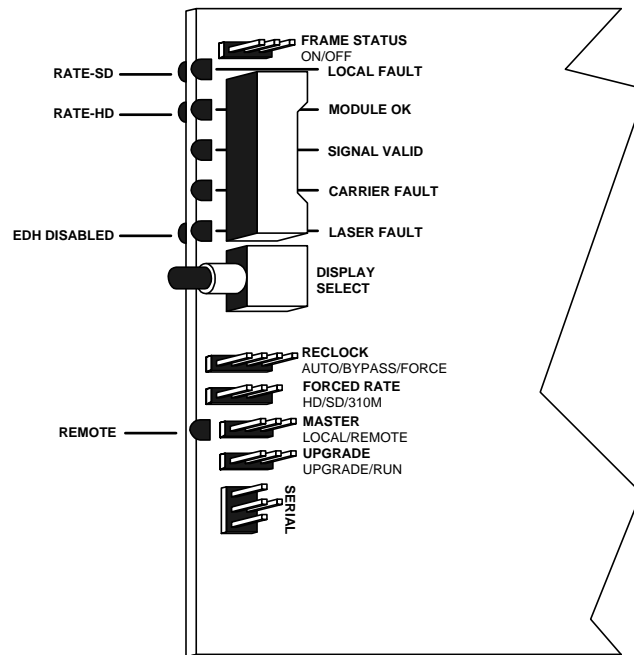 FRAME STATUS
ON/OFF
RATE-SD
LOCAL FAULT
RATE-HD
MODULE OK
SIGNAL VALID
CARRIER FAULT
EDH DISABLED
LASER FAULT
DISPLAY
SELECT
RECLOCK
AUTO/BYPASS/FORCE
FORCED RATE
HD/SD/310M
REMOTE
MASTER
LOCAL/REMOTE
UPGRADE
UPGRADE/RUN
SERIAL